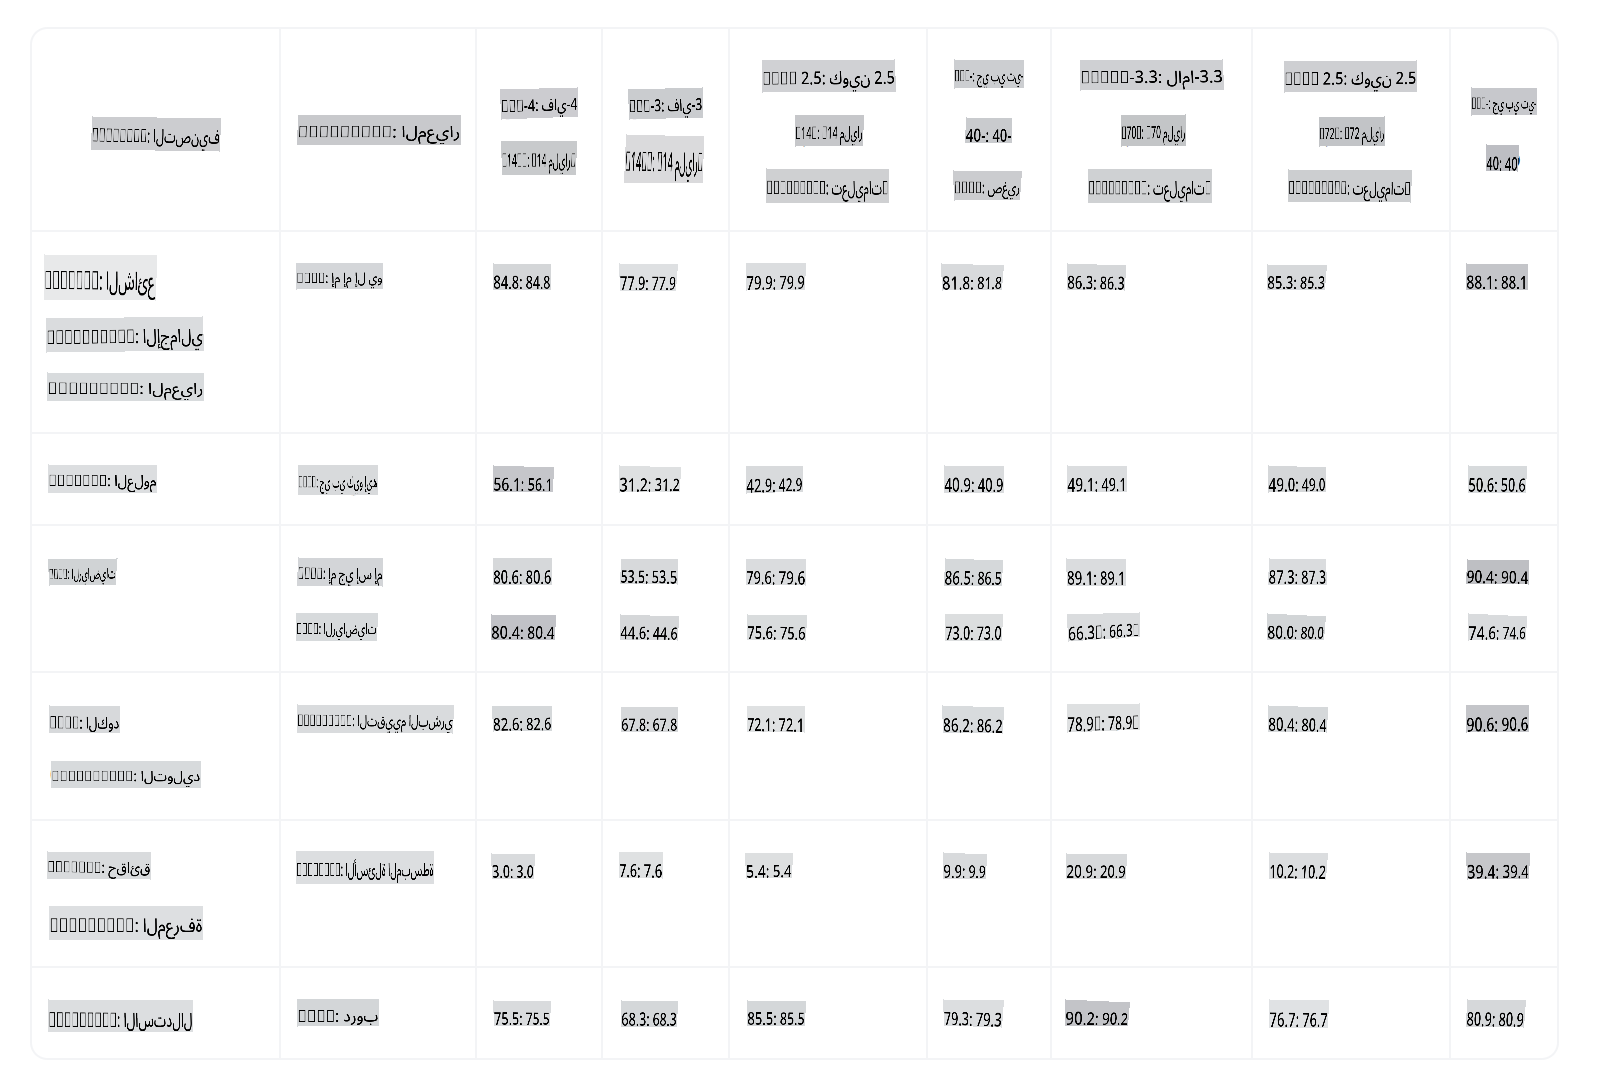 : التصنيف
: المعيار
-4: فاي-4
14: 14 مليار
-3: فاي-3
14: 14 مليار
2.5: كوين 2.5
14: 14 مليار
: تعليمات
-: جي بي تي-
40-: 40-
: صغير
-3.3: لاما-3.3
70: 70 مليار
: تعليمات
2.5: كوين 2.5
72: 72 مليار
: تعليمات
-: جي بي تي-
40: 40
: الشائع
: الإجمالي
: المعيار
: إم إم إل يو
84.8: 84.8
77.9: 77.9
79.9: 79.9
81.8: 81.8
86.3: 86.3
85.3: 85.3
88.1: 88.1
: العلوم
: جي بي كيو إيه
56.1: 56.1
31.2: 31.2
42.9: 42.9
40.9: 40.9
49.1: 49.1
49.0: 49.0
50.6: 50.6
: الرياضيات
: إم جي إس إم
80.6: 80.6
53.5: 53.5
79.6: 79.6
86.5: 86.5
89.1: 89.1
87.3: 87.3
90.4: 90.4
: الرياضيات
80.4: 80.4
44.6: 44.6
75.6: 75.6
73.0: 73.0
66.3: 66.3
80.0: 80.0
74.6: 74.6
: الكود
: التوليد
: التقييم البشري
82.6: 82.6
67.8: 67.8
72.1: 72.1
86.2: 86.2
78.9: 78.9
80.4: 80.4
90.6: 90.6
: حقائق
: المعرفة
: الأسئلة المبسطة
3.0: 3.0
7.6: 7.6
5.4: 5.4
9.9: 9.9
20.9: 20.9
10.2: 10.2
39.4: 39.4
: الاستدلال
: دروب
75.5: 75.5
68.3: 68.3
85.5: 85.5
79.3: 79.3
90.2: 90.2
76.7: 76.7
80.9: 80.9